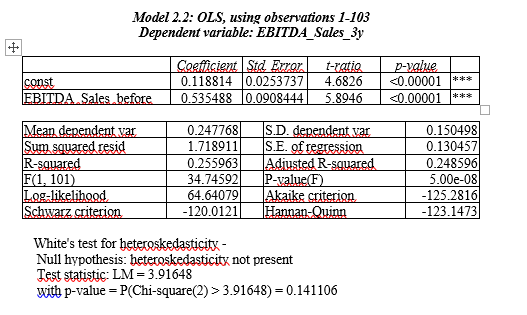 Model 2.2: OLS, using observations 1-103
Dependent variable: EBITDA_Sales_3y
Coefficient Std. Error t-ratio p-value
const 0.118814 0.0253737 4.6826 <0.00001 ***
EBITDA_Sales_before 0.535488 0.0908444 5.8946 <0.00001 ***
Mean dependent var 0.247768 S.D. dependent var 0.150498
Sum squared resid 1.718911 S.E. of regression 0.130457
R-squared 0.255963 Adjusted R-squared 0.248596
F(1, 101) 34.74592 P-value(F) 5.00e-08
Log-likelihood 64.64079 Akaike criterion -125.2816
Schwarz criterion -120.0121 Hannan-Quinn -123.1473
White's test for heteroskedasticity -
Null hypothesis: heteroskedasticity not present
Test statistic: LM = 3.91648
with p-value = P(Chi-square(2) > 3.91648) = 0.141106